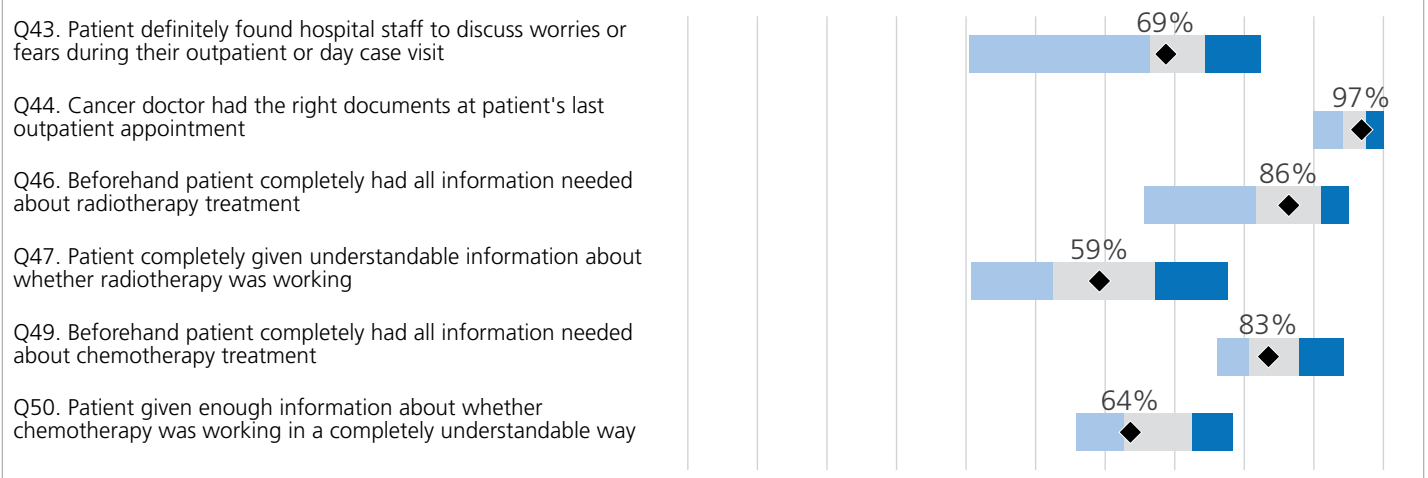 Q43. Patient definitely found hospital staff to discuss worries or
fears during their outpatient or day case visit
69%
Q44. Cancer doctor had the right documents at patient's last
outpatient appointment
97%
Q46. Beforehand patient completely had all information needed
about radiotherapy treatment
86%
Q47. Patient completely given understandable information about
whether radiotherapy was working
59%
Q49. Beforehand patient completely had all information needed
about chemotherapy treatment
83%
Q50. Patient given enough information about whether
chemotherapy was working in a completely understandable way
64%